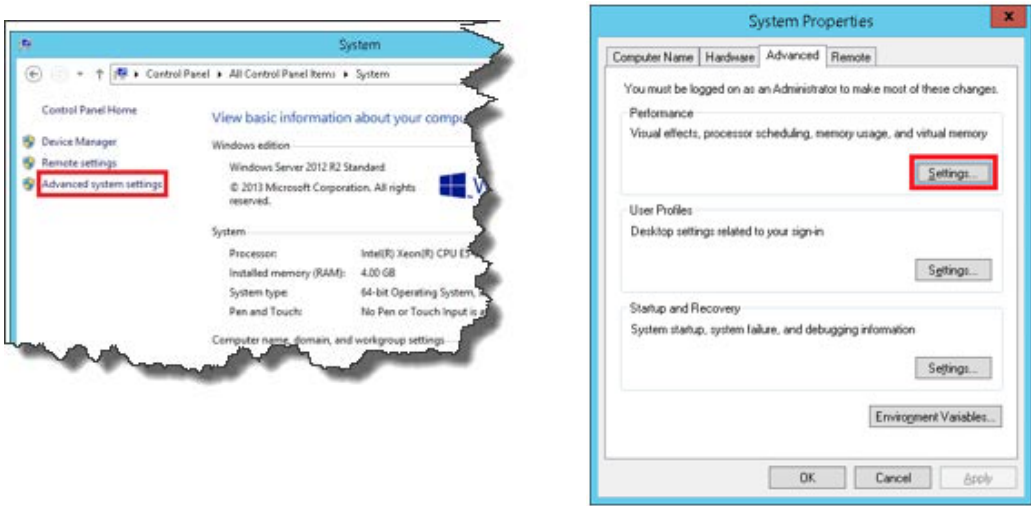 System
Control Panel All Control Panel Items System
Control Panel Home
Device Manager
Remote settings
Advanced system settings
View basic information about your
Windows edition
Windows Server 2012 R2 Standard
© 2013 Microsoft Corporation. All rights
reserved.
System
Processor: Intel(R) Xeon(R) CPU
Installed memory (RAM): 4.00 GB
System type: 64-bit Operating System,
Pen and Touch: No Pen or Touch Input is
Computer name, domain, and workgroup settings
System Properties
x
Computer Name Hardware Advanced Remote
You must be logged on as an Administrator to make most of these changes.
Performance
Visual effects, processor scheduling, memory usage, and virtual memory
Settings...
User Profiles
Desktop settings related to your sign-in
Settings...
Startup and Recovery
System startup, system failure, and debugging information
Settings...
Environment Variables...
OK Cancel Apply